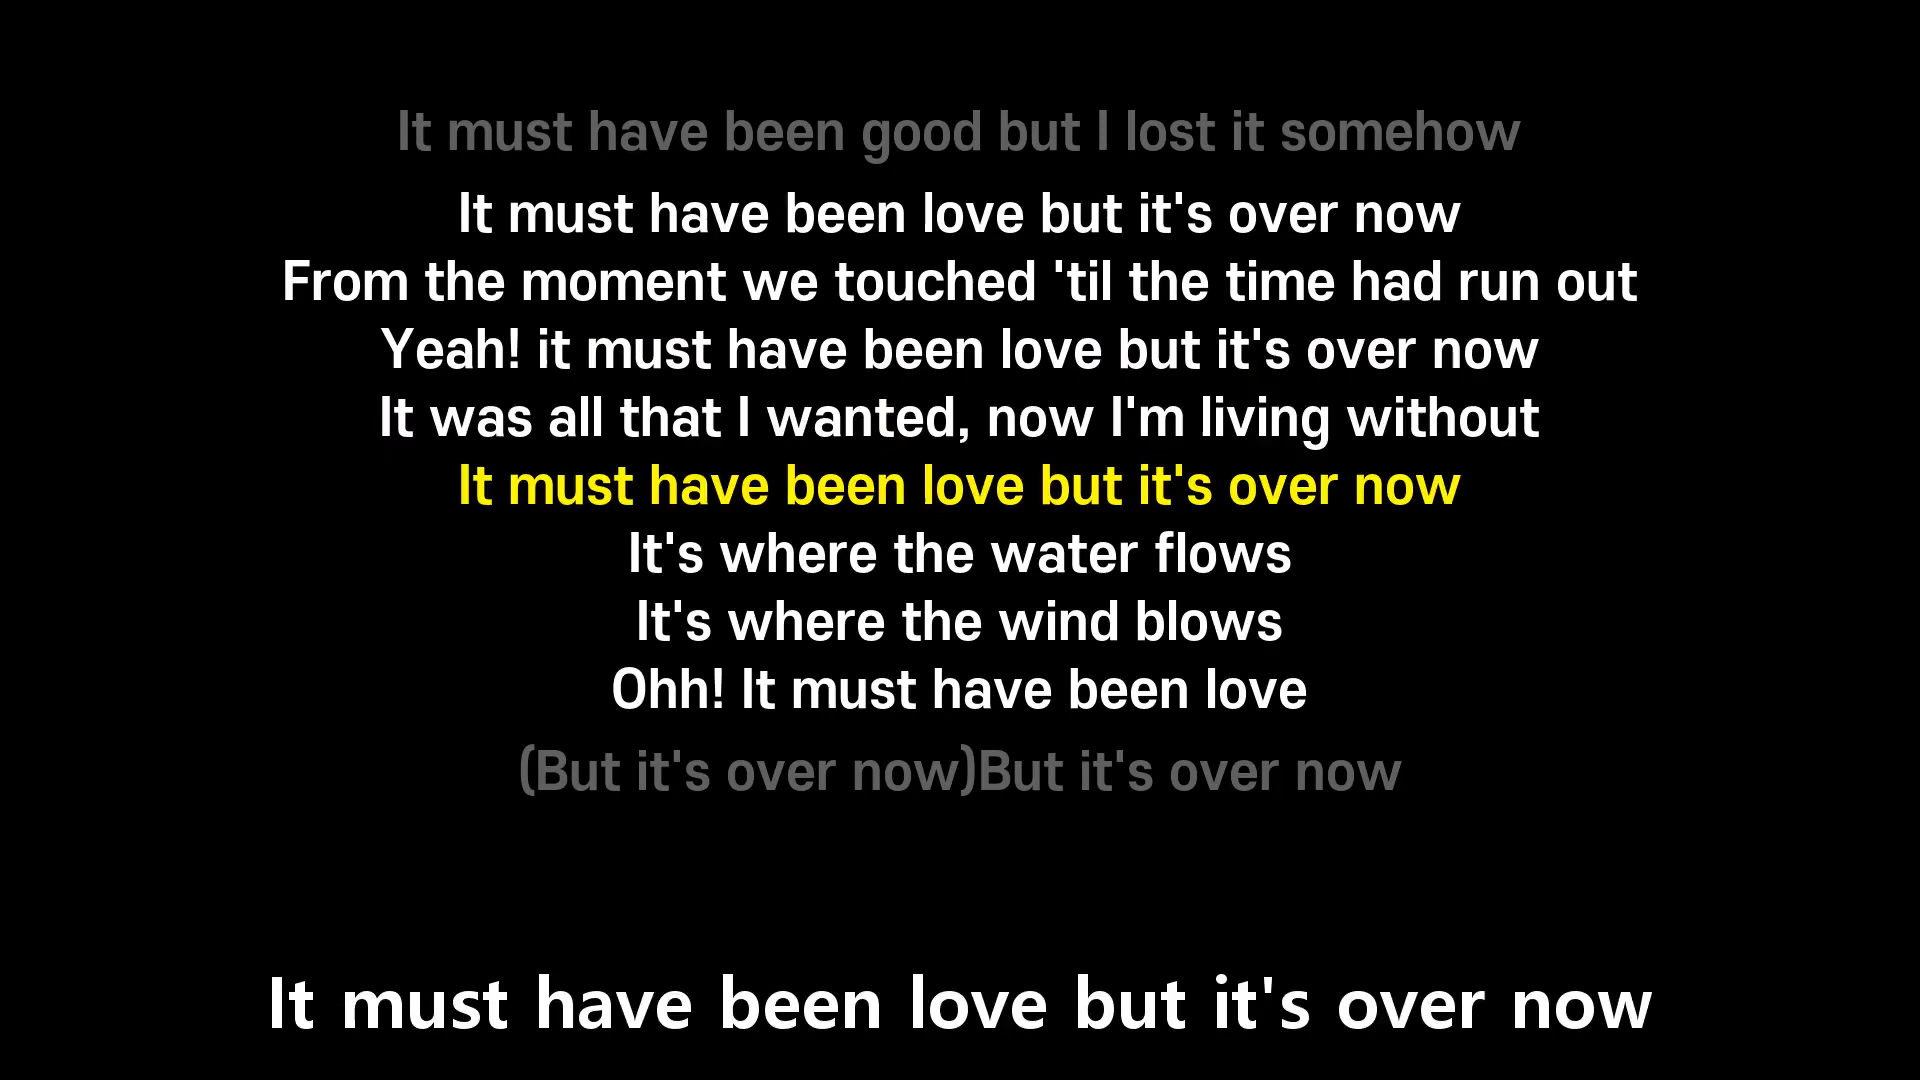 It must have been good but I lost it somehow
It must have been love but it's over now
From the moment we touched 'til the time had run out
Yeah! it must have been love but it's over now
It was all that I wanted, now I'm living without
It must have been love but it's over now
It's where the water flows
It's where the wind blows
Ohh! It must have been love
(But it's over now)But it's over now
It must have been love but it's over now